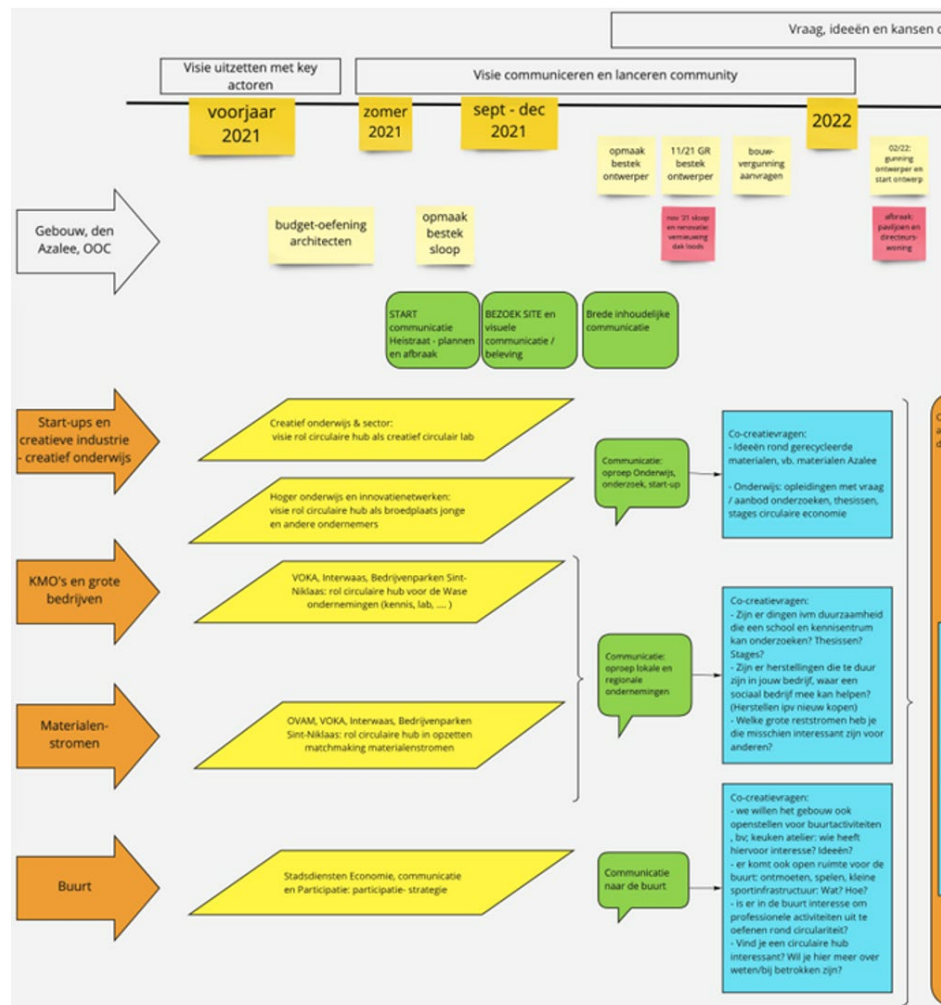 Vraag, ideeën en kansen
Visie uitzetten met key
actoren
Visie communiceren en lanceren community
voorjaar
2021
zomer
2021
sept - dec
2021
2022
opmaak
bestek
ontwerper
11/21 GR
bestek
ontwerper
bouw-
vergunning
aanvragen
02/22:
gunning
ontwerper en
start ontwerp
Gebouw, den
Azalee, OOC
budget-oefening
architecten
opmaak
bestek
sloop
nov '21 sloop
en renovatie:
vernieuwing
dak loods
afbraak:
paviljoen en
directeurs-
woning
START
communicatie
Heistraat - plannen
en afbraak
BEZOEK SITE en
visuele
communicatie /
beleving
Brede inhoudelijke
communicatie
Start-ups en
creatieve industrie
- creatief onderwijs
Creatief onderwijs & sector:
visie rol circulaire hub als creatief circulair lab
Hoger onderwijs en innovatienetwerken:
visie rol circulaire hub als broedplaats jonge
en andere ondernemers
Communicatie:
oproep Onderwijs,
onderzoek, start-up
Co-creatievragen:
- Ideeën rond gerecycleerde
materialen, vb. materialen Azalee
- Onderwijs: opleidingen met vraag
/ aanbod onderzoeken, thesissen,
stages circulaire economie
KMO's en grote
bedrijven
VOKA, Interwaas, Bedrijvenparken Sint-
Niklaas: rol circulaire hub voor de Wase
ondernemingen (kennis, lab, .... )
Communicatie:
oproep lokale en
regionale
ondernemingen
Co-creatievragen:
- Zijn er dingen ivm duurzaamheid
die een school en kennisentrum
kan onderzoeken? Thesissen?
Stages?
- Zijn er herstellingen die te duur
zijn in jouw bedrijf, waar een
sociaal bedrijf mee kan helpen?
(Herstellen ipv nieuw kopen)
- Welke grote reststromen heb je
die misschien interessant zijn voor
anderen?
Materialen-
stromen
OVAM, VOKA, Interwaas, Bedrijvenparken
Sint-Niklaas: rol circulaire hub in opzetten
matchmaking materialenstromen
Buurt
Stadsdiensten Economie, communicatie
en Participatie: participatie- strategie
Communicatie
naar de buurt
Co-creatievragen:
- we willen het gebouw ook
openstellen voor buurtactiviteiten
, bv; keuken atelier: wie heeft
hiervoor interesse? Ideeën?
- er komt ook open ruimte voor de
buurt: ontmoeten, spelen, kleine
sportinfrastructuur: Wat? Hoe?
- is er in de buurt interesse om
professionele activiteiten uit te
oefenen rond circulariteit?
- Vind je een circulaire hub
interessant? Wil je hier meer over
weten/bij betrokken zijn?